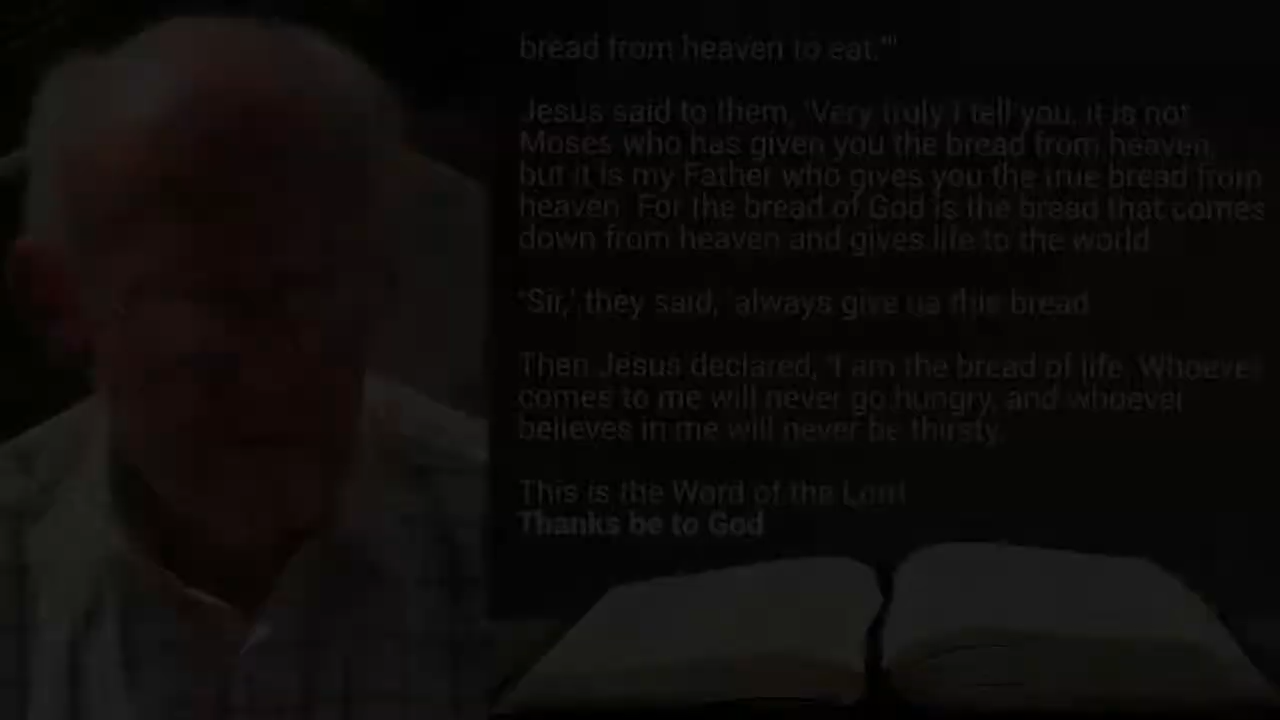 bread from heaven to eat.'"
Jesus said to them, 'Very truly I tell you, it is not
Moses who has given you the bread from heaven,
but it is my Father who gives you the true bread from
heaven. For the bread of God is the bread that comes
down from heaven and gives life to the world.
'Sir,' they said, 'always give us this bread.
Then Jesus declared, 'I am the bread of life. Whoever
comes to me will never go hungry, and whoever
believes in me will never be thirsty.
This is the Word of the Lord
Thanks be to God